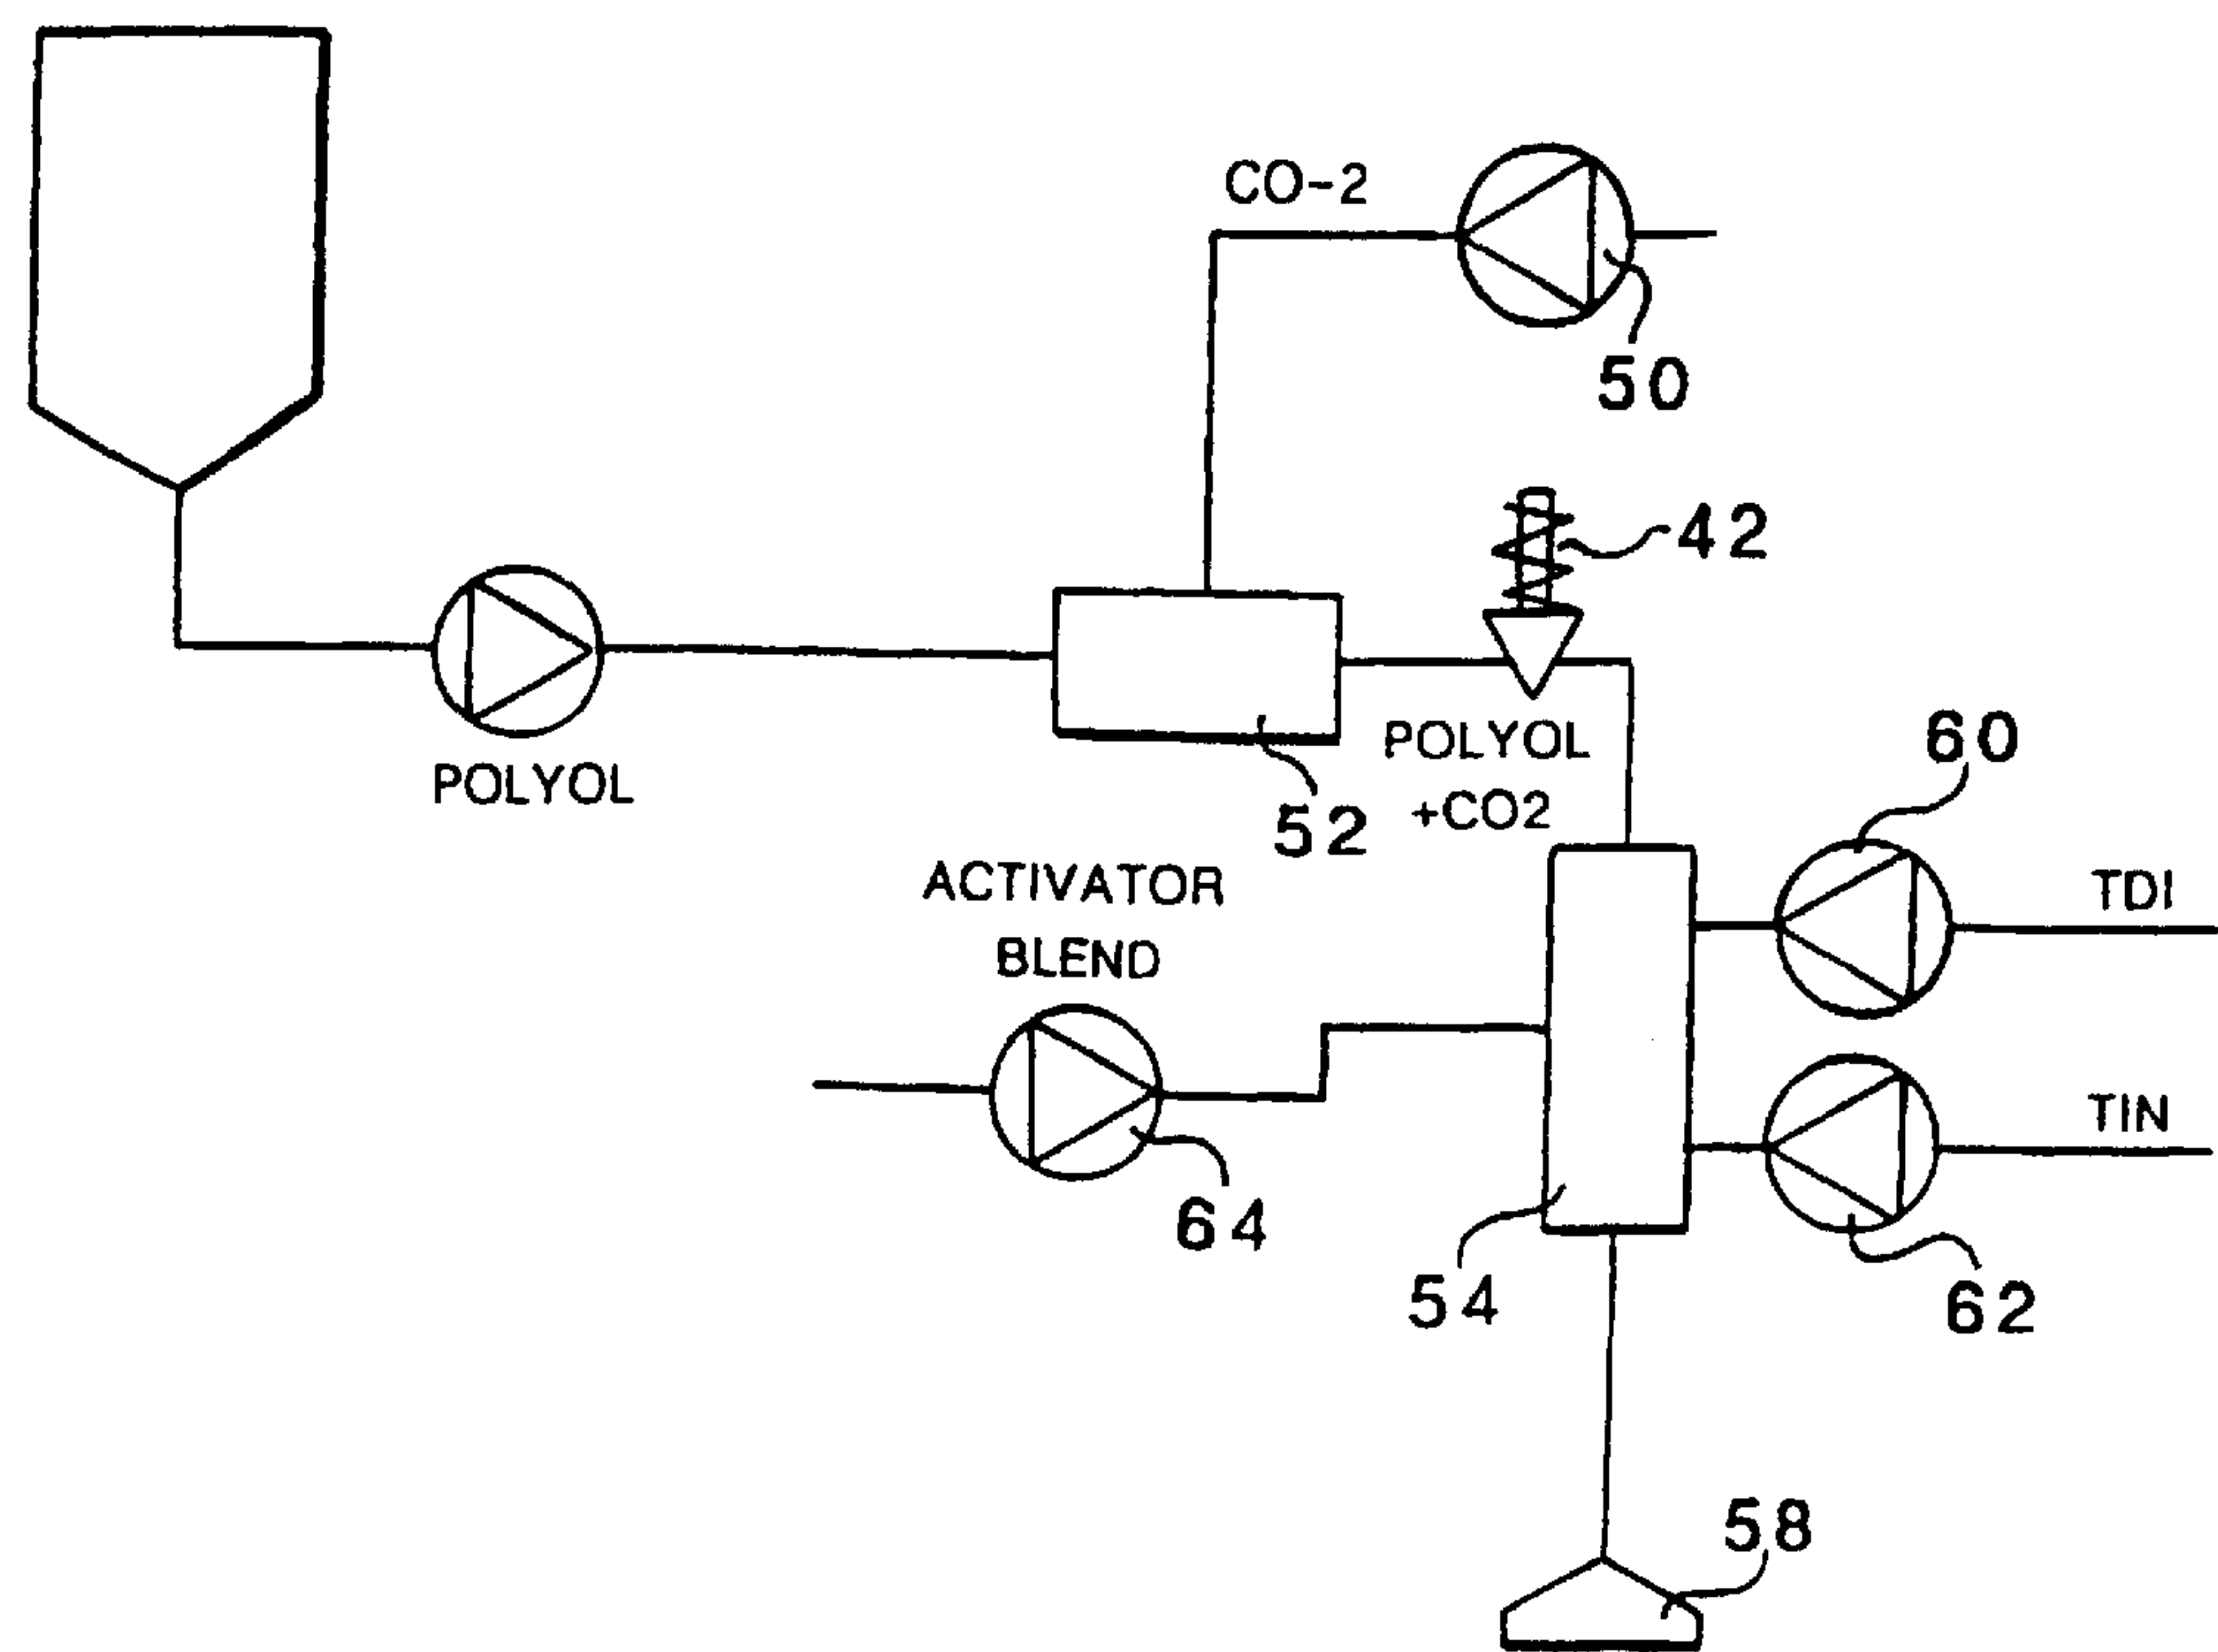 CO-2
50
42
POLYOL
52
POLYOL
+CO2
60
TDI
ACTIVATOR
BLEND
64
TIN
54
62
58